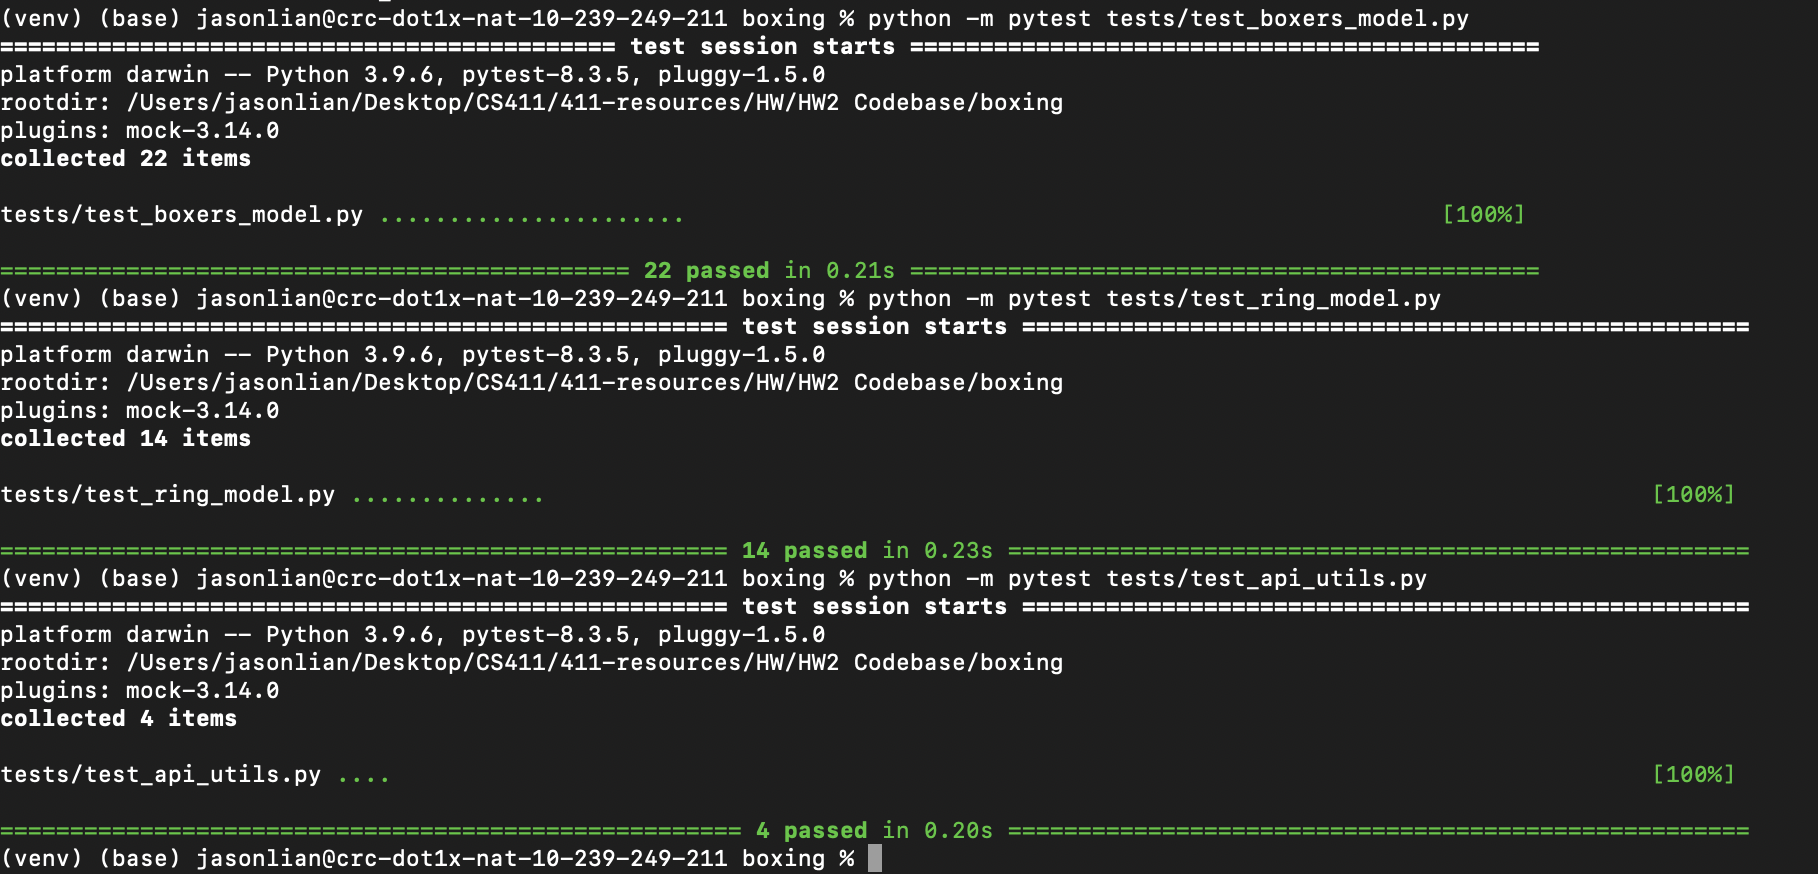 (venv) (base) jasonlian@crc-dot1x-nat-10-239-249-211 boxing % python -m pytest tests/test_boxers_model.py
============================================ test session starts =============================================
platform darwin -- Python 3.9.6, pytest-8.3.5, pluggy-1.5.0
rootdir: /Users/jasonlian/Desktop/CS411/411-resources/HW/HW2 Codebase/boxing
plugins: mock-3.14.0
collected 22 items
tests/test_boxers_model.py ...................... [100%]
============================================= 22 passed in 0.21s =============================================
(venv) (base) jasonlian@crc-dot1x-nat-10-239-249-211 boxing % python -m pytest tests/test_ring_model.py
==================================================== test session starts ====================================================
platform darwin -- Python 3.9.6, pytest-8.3.5, pluggy-1.5.0
rootdir: /Users/jasonlian/Desktop/CS411/411-resources/HW/HW2 Codebase/boxing
plugins: mock-3.14.0
collected 14 items
tests/test_ring_model.py .............. [100%]
==================================================== 14 passed in 0.23s =====================================================
(venv) (base) jasonlian@crc-dot1x-nat-10-239-249-211 boxing % python -m pytest tests/test_api_utils.py
==================================================== test session starts ====================================================
platform darwin -- Python 3.9.6, pytest-8.3.5, pluggy-1.5.0
rootdir: /Users/jasonlian/Desktop/CS411/411-resources/HW/HW2 Codebase/boxing
plugins: mock-3.14.0
collected 4 items
tests/test_api_utils.py .... [100%]
===================================================== 4 passed in 0.20s =====================================================
(venv) (base) jasonlian@crc-dot1x-nat-10-239-249-211 boxing %